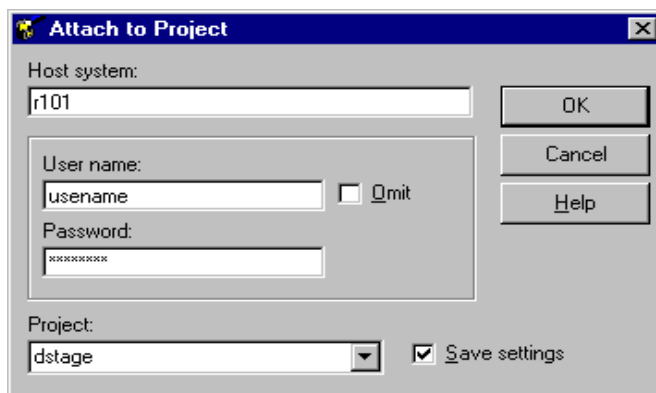 Attach to Project
Host system:
r101
OK
Cancel
Help
User name:
usename
Omit
Password:
********
Project:
dstage
Save settings